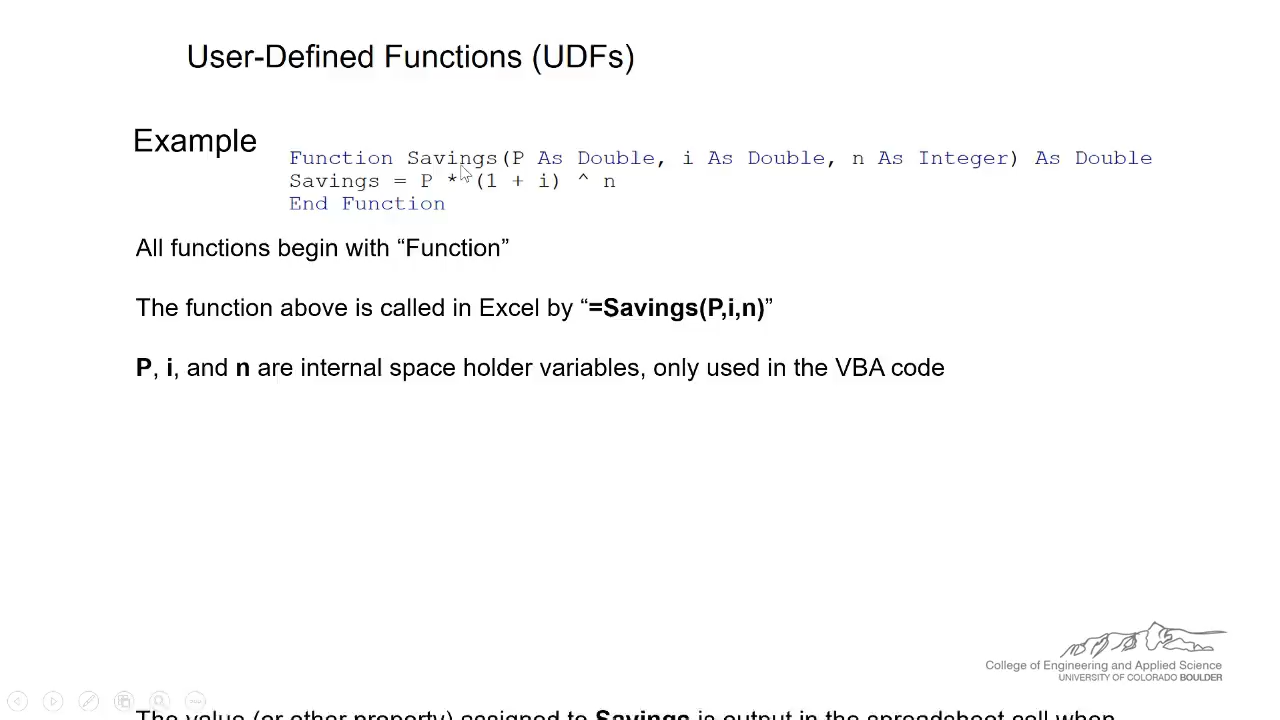 User-Defined Functions (UDFs)
Example
Function Savings(P As Double, i As Double, n As Integer) As Double
Savings = P * (1 + i) ^ n
End Function
All functions begin with “Function”
The function above is called in Excel by “=Savings(P,i,n)”
P, i, and n are internal space holder variables, only used in the VBA code
College of Engineering and Applied Science
UNIVERSITY OF COLORADO BOULDER
The value (or other property) assigned to Savings is output in the spreadsheet cell when